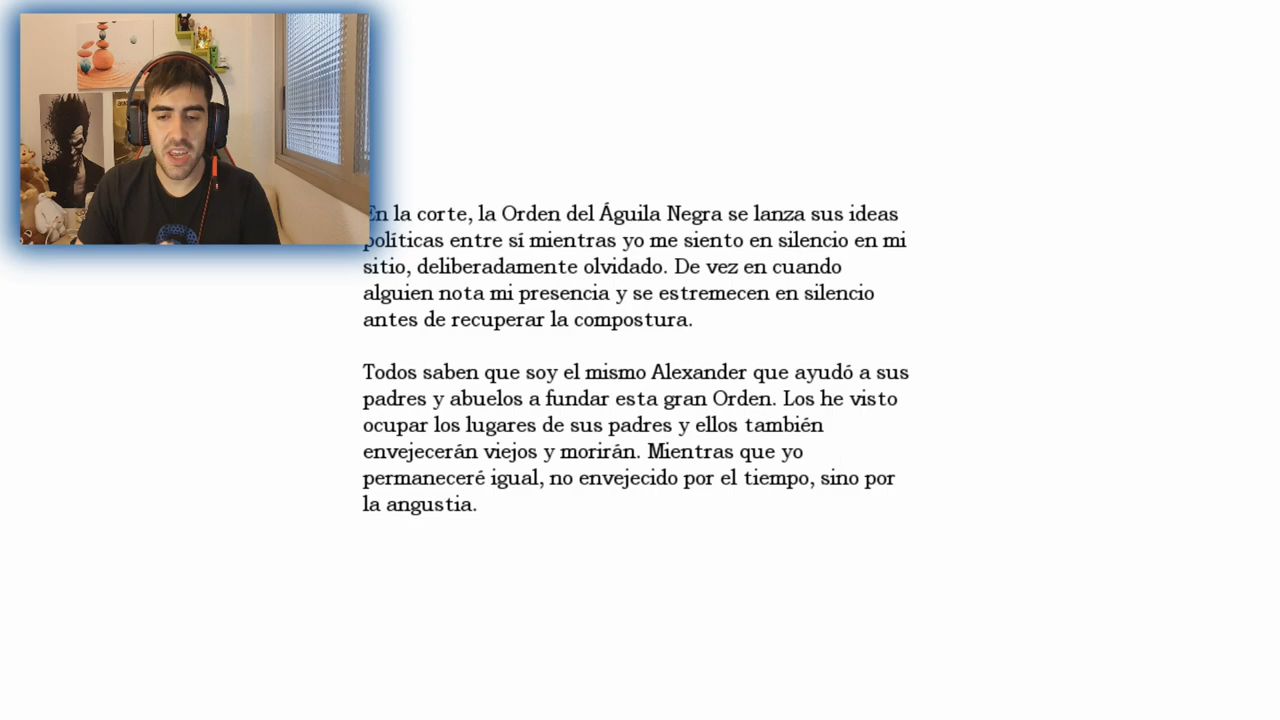 En la corte, la Orden del Águila Negra se lanza sus ideas
políticas entre sí mientras yo me siento en silencio en mi
sitio, deliberadamente olvidado. De vez en cuando
alguien nota mi presencia y se estremecen en silencio
antes de recuperar la compostura.
Todos saben que soy el mismo Alexander que ayudó a sus
padres y abuelos a fundar esta gran Orden. Los he visto
ocupar los lugares de sus padres y ellos también
envejecerán viejos y morirán. Mientras que yo
permaneceré igual, no envejecido por el tiempo, sino por
la angustia.